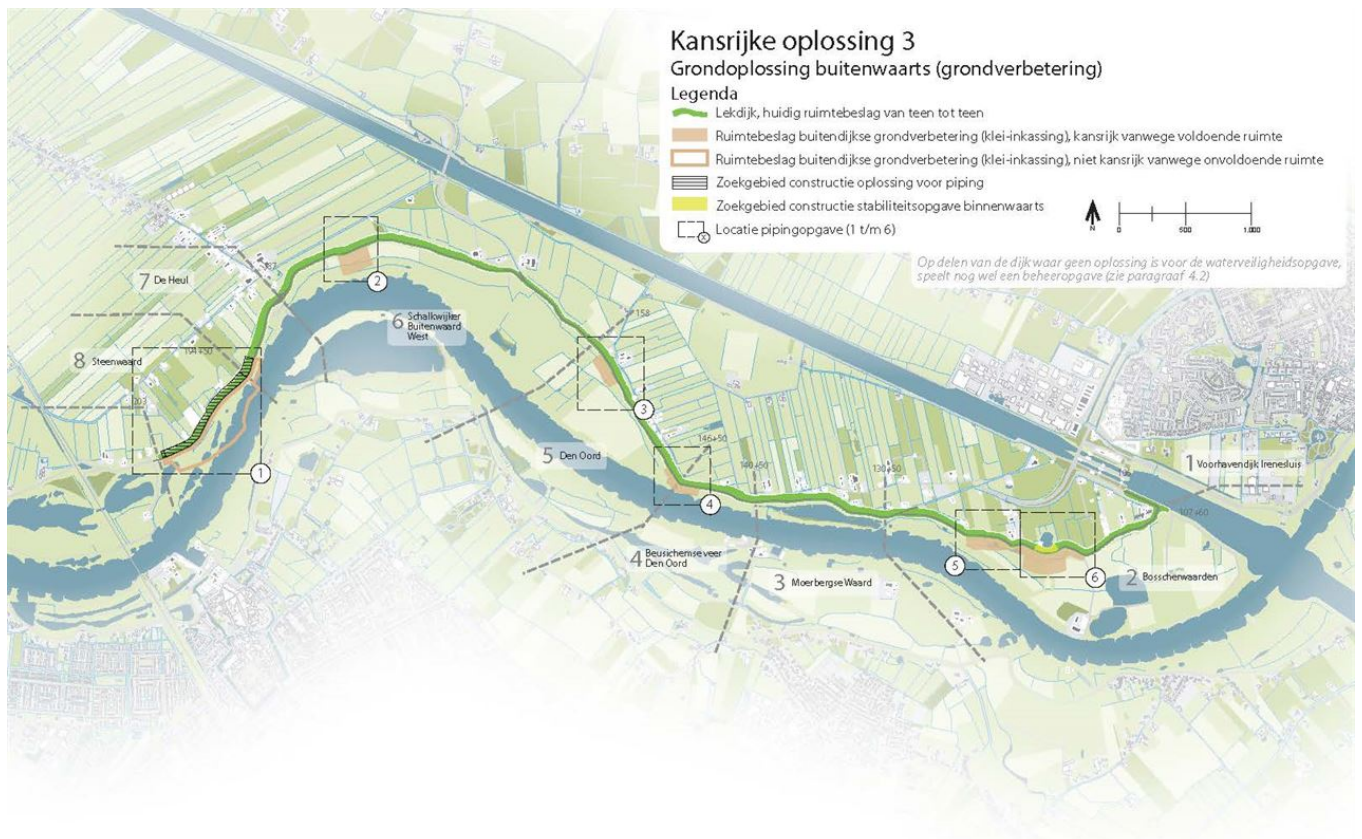 Kansrijke oplossing 3
Grondoplossing buitenwaarts (grondverbetering)
Legenda
Lekdijk, huidig ruimtebeslag van teen tot teen
Ruimtebeslag buitendijkse grondverbetering (klei-inkassing), kansrijk vanwege voldoende ruimte
Ruimtebeslag buitendijkse grondverbetering (klei-inkassing), niet kansrijk vanwege onvoldoende ruimte
Zoekgebied constructie oplossing voor piping
Zoekgebied constructie stabiliteitsopgave binnenwaarts
x Locatie pipingopgave (1 t/m 6)
N
0 500 1.000
Op delen van de dijk waar geen oplossing is voor de waterveiligheidsopgave,
speelt nog wel een beheeropgave (zie paragraaf 4.2)
7 De Heul
2
6 Schalkwijker
Buitenwaard
West
158
8 Steenwaard
194+50
3
146+50
140+50
130+50
1
5 Den Oord
4
1 Voorhavendijk Irenesluis
107+60
4 Beusichemse veer
Den Oord
3 Moerbergse Waard
5
6
2 Bosscherwaarden